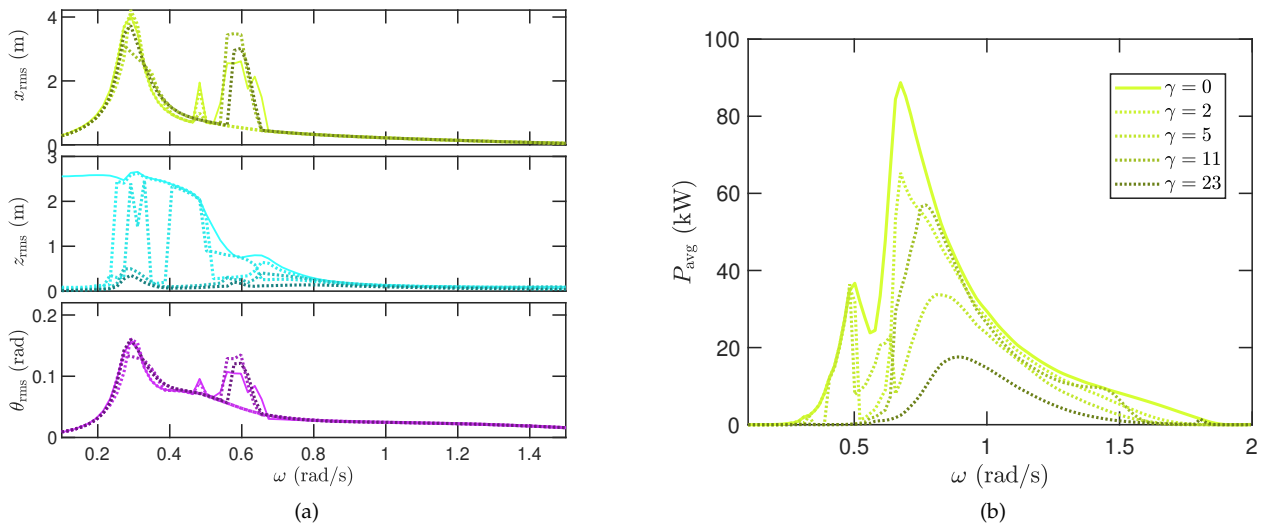 x_rms (m)
4
2
0
z_rms (m)
3
2
1
0
θ_rms (rad)
0.2
0.1
0
0.2 0.4 0.6 0.8 1 1.2 1.4
ω (rad/s)
(a)
P_avg (kW)
100
80
60
40
20
0
0.5 1 1.5 2
ω (rad/s)
γ = 0
γ = 2
γ = 5
γ = 11
γ = 23
(b)